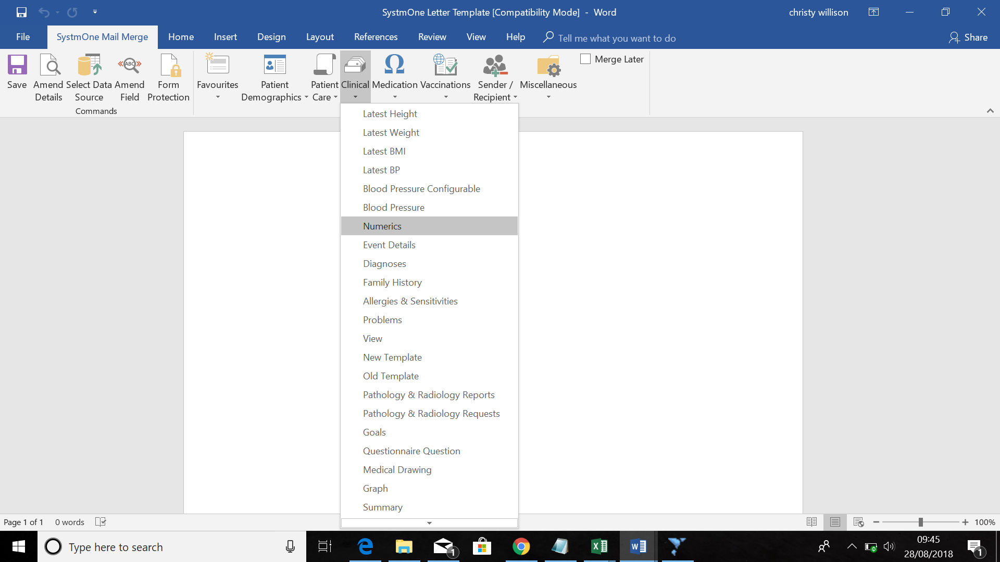 SystmOne Letter Template [Compatibility Mode] - Word
christy willison
File
SystmOne Mail Merge
Home
Insert
Design
Layout
References
Review
View
Help
Tell me what you want to do
Share
Save
Amend Details
Select Data Source
ABC
Amend Field
Form Protection
Commands
Favourites
Patient Demographics
Patient Care
Clinical
Medication
Vaccinations
Sender / Recipient
Miscellaneous
Merge Later
Latest Height
Latest Weight
Latest BMI
Latest BP
Blood Pressure Configurable
Blood Pressure
Numerics
Event Details
Diagnoses
Family History
Allergies & Sensitivities
Problems
View
New Template
Old Template
Pathology & Radiology Reports
Pathology & Radiology Requests
Goals
Questionnaire Question
Medical Drawing
Graph
Summary
Page 1 of 1
0 words
100%
Type here to search
1
09:45
28/08/2018
1